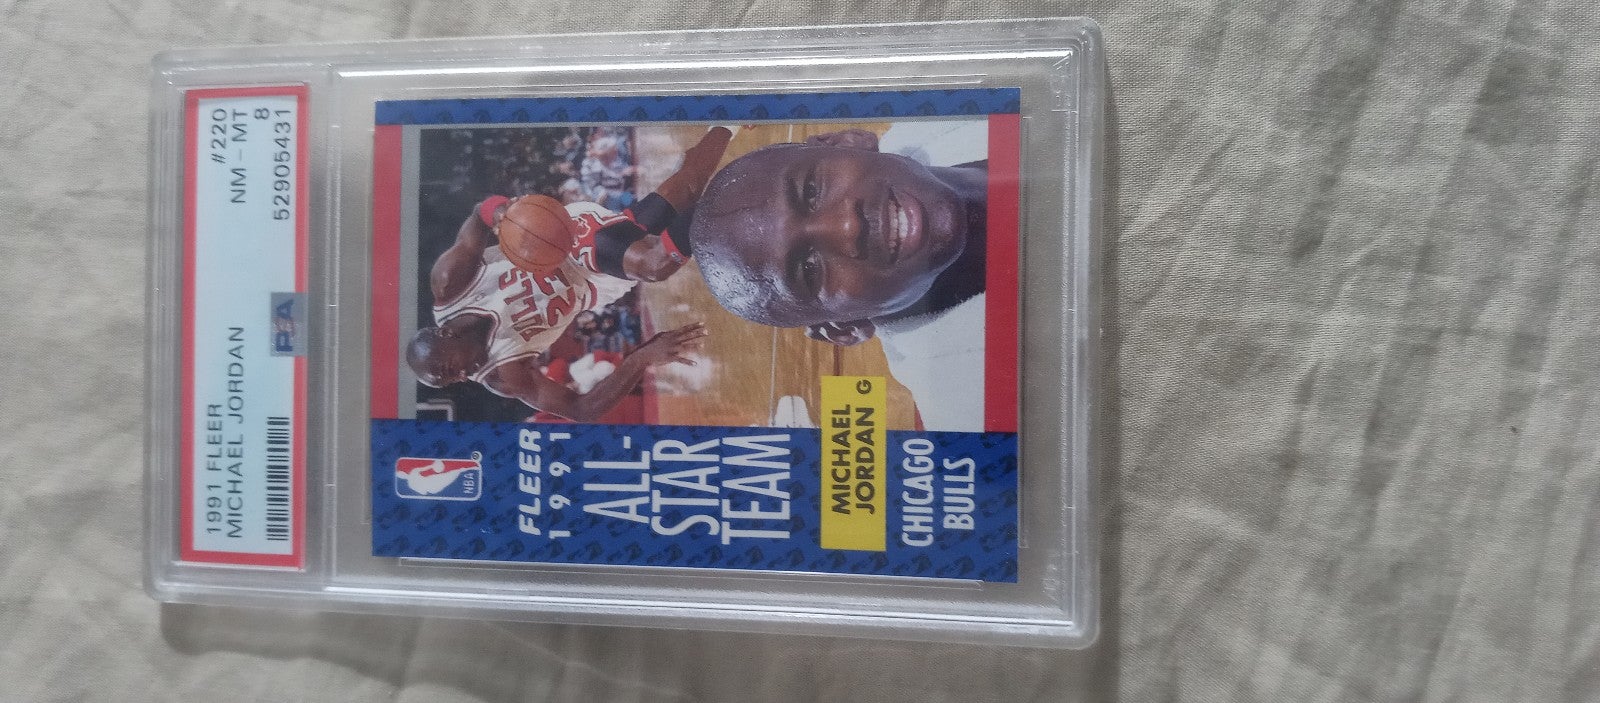 1991 FLEER #220
MICHAEL JORDAN NM - MT
8
PSA 52905431
NBA
FLEER
1991
ALL-
STAR
TEAM
MICHAEL
JORDAN G
CHICAGO
BULLS
BULLS
23